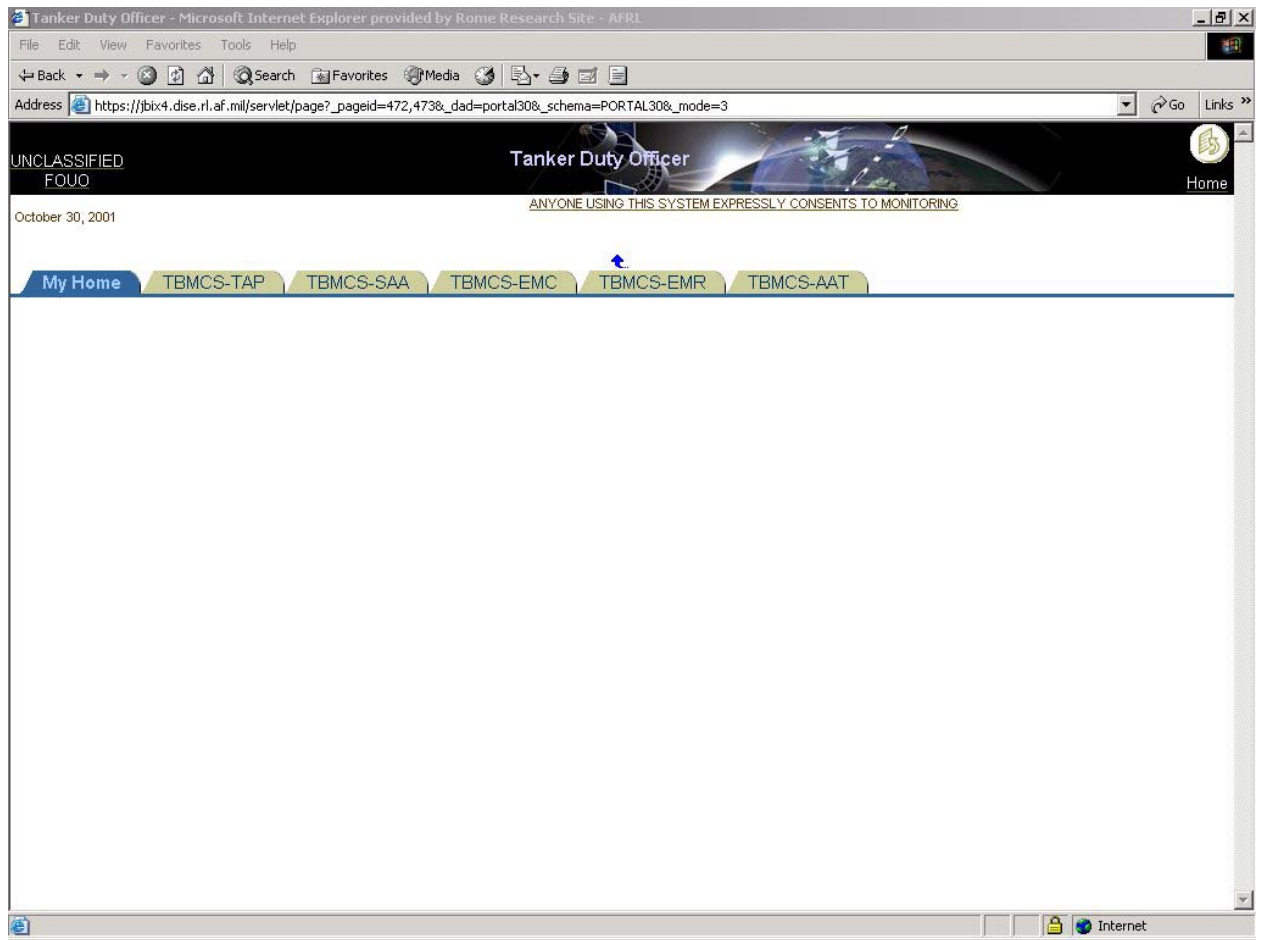 Tanker Duty Officer - Microsoft Internet Explorer provided by Rome Research Site - AFRL
File Edit View Favorites Tools Help
Back Search Favorites Media
Address https://jbix4.dise.rl.af.mil/servlet/page?_pageid=472,473&_dad=portal30&_schema=PORTAL30&_mode=3 Go Links »
UNCLASSIFIED
FOUO
Tanker Duty Officer
Home
ANYONE USING THIS SYSTEM EXPRESSLY CONSENTS TO MONITORING
October 30, 2001
My Home TBMCS-TAP TBMCS-SAA TBMCS-EMC TBMCS-EMR TBMCS-AAT
Internet